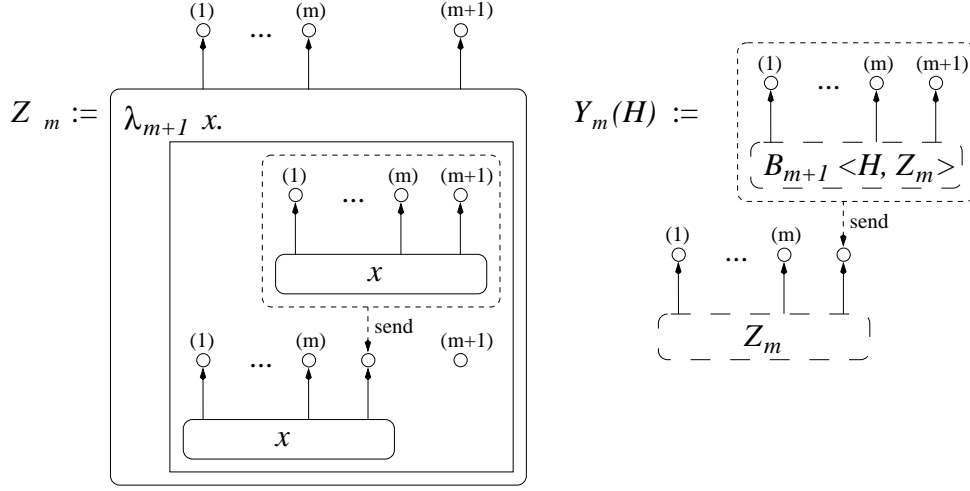 (1) ... (m) (m+1)
Z m := λm+1 x.
(1) ... (m) (m+1)
x
send
(1) ... (m) (m+1)
x
Ym(H) :=
(1) ... (m) (m+1)
Bm+1 <H, Zm>
send
(1) ... (m)
Zm